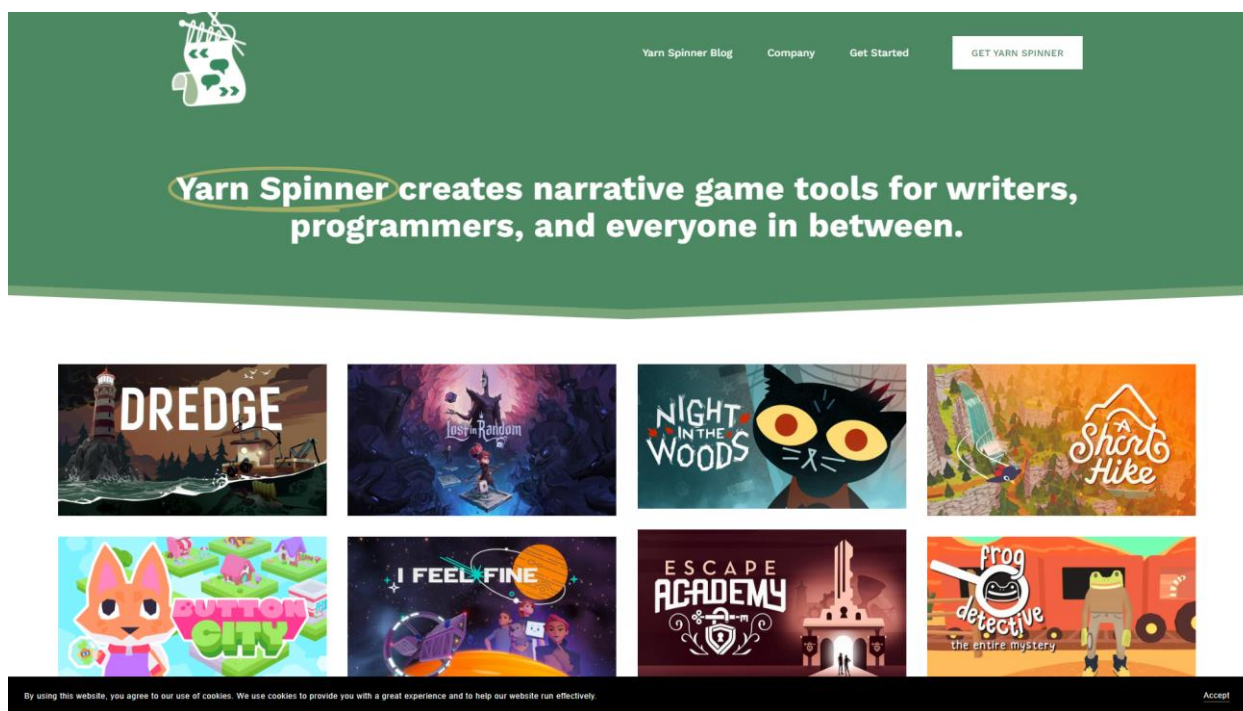 Yarn Spinner Blog
Company
Get Started
GET YARN SPINNER
Yarn Spinner creates narrative game tools for writers,
programmers, and everyone in between.
DREDGE
Lost in Random
NIGHT
IN THE
WOODS
A
Short
Hike
BUTTON
CITY
I FEEL FINE
ESCAPE
ACADEMY
frog
detective
the entire mystery
By using this website, you agree to our use of cookies. We use cookies to provide you with a great experience and to help our website run effectively.
Accept